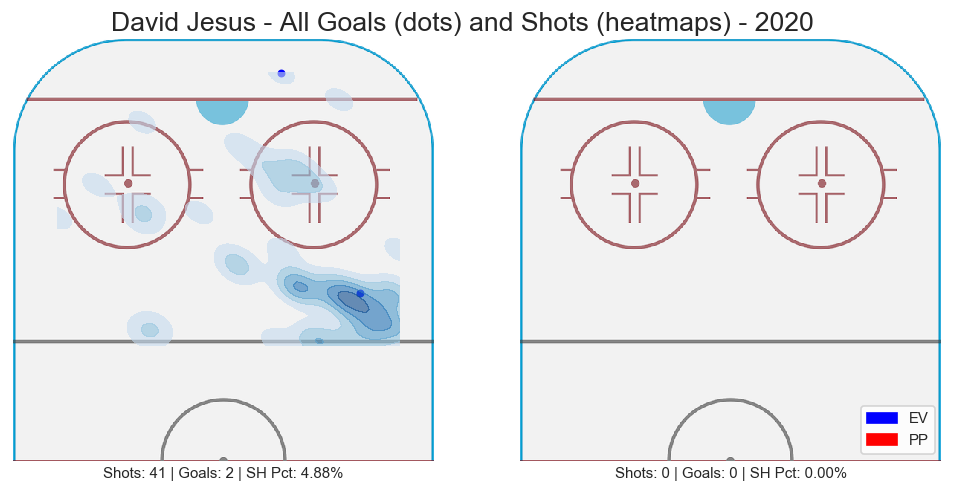 David Jesus - All Goals (dots) and Shots (heatmaps) - 2020
EV
PP
Shots: 41 | Goals: 2 | SH Pct: 4.88%
Shots: 0 | Goals: 0 | SH Pct: 0.00%